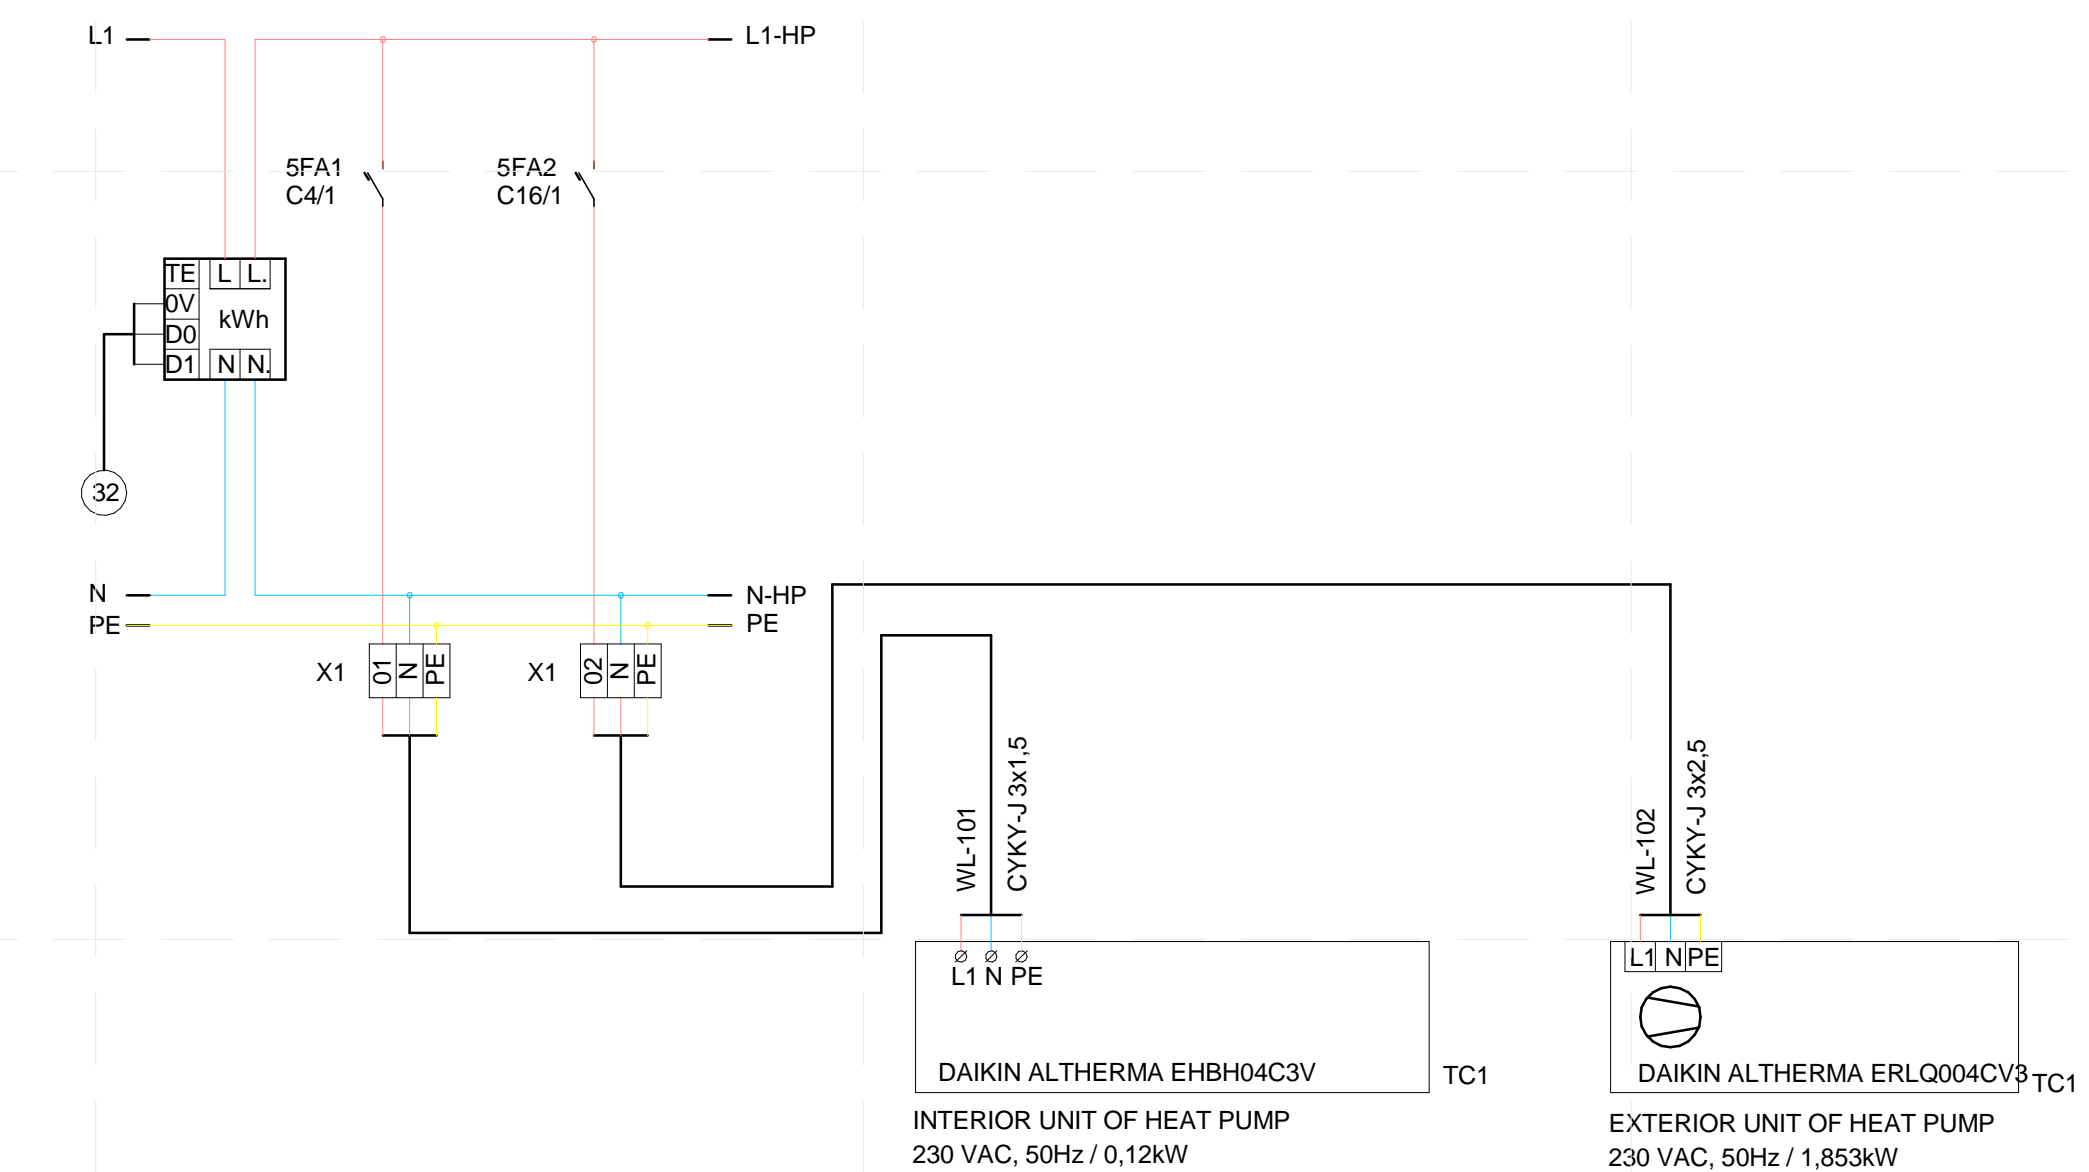 L1
L1-HP
5FA1
C4/1
5FA2
C16/1
TE
L
L.
0V
kWh
D0
D1
N
N.
32
N
N-HP
PE
PE
X1
01
N
PE
X1
02
N
PE
WL-101
CYKY-J 3x1,5
WL-102
CYKY-J 3x2,5
L1 N PE
L1 N PE
DAIKIN ALTHERMA EHBH04C3V
TC1
DAIKIN ALTHERMA ERLQ004CV3
TC1
INTERIOR UNIT OF HEAT PUMP
230 VAC, 50Hz / 0,12kW
EXTERIOR UNIT OF HEAT PUMP
230 VAC, 50Hz / 1,853kW